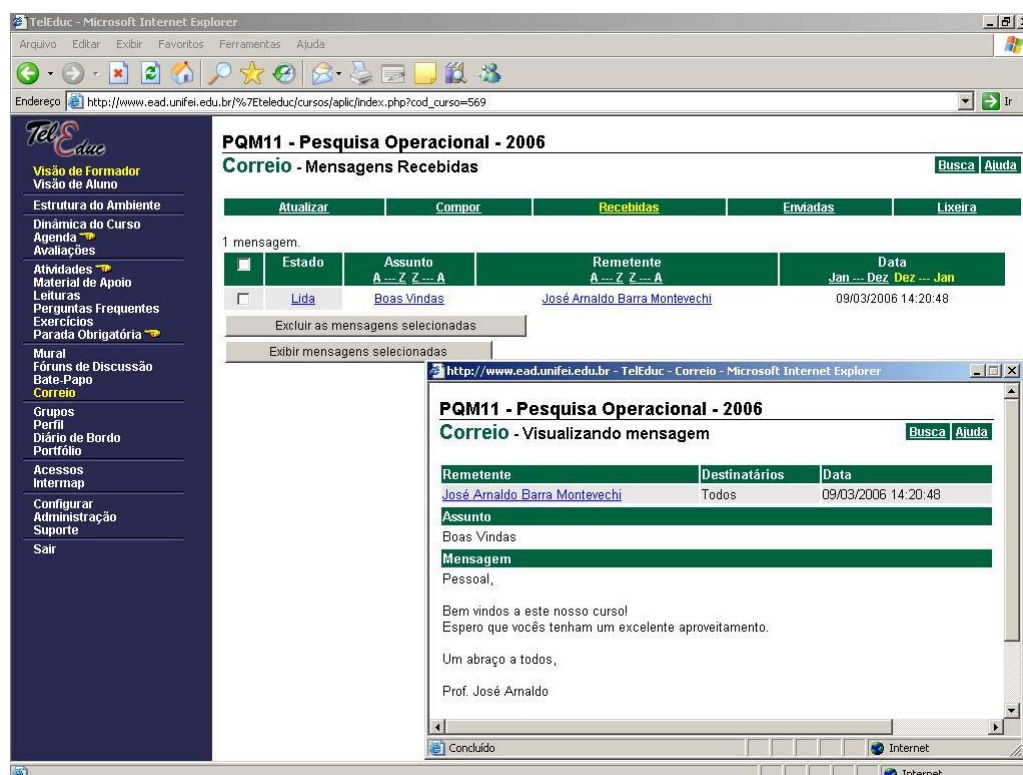 TelEduc - Microsoft Internet Explorer
Arquivo Editar Exibir Favoritos Ferramentas Ajuda
Endereço http://www.ead.unifei.edu.br/%7Eteleduc/cursos/aplic/index.php?cod_curso=569 Ir
TelEduc
Visão de Formador
Visão de Aluno
Estrutura do Ambiente
Dinâmica do Curso
Agenda
Avaliações
Atividades
Material de Apoio
Leituras
Perguntas Frequentes
Exercícios
Parada Obrigatória
Mural
Fóruns de Discussão
Bate-Papo
Correio
Grupos
Perfil
Diário de Bordo
Portfólio
Acessos
Intermap
Configurar
Administração
Suporte
Sair
PQM11 - Pesquisa Operacional - 2006
Correio - Mensagens Recebidas
Busca Ajuda
Atualizar Compor Recebidas Enviadas Lixeira
1 mensagem.
Estado Assunto Remetente Data
A --- Z Z --- A A --- Z Z --- A Jan --- Dez Dez --- Jan
Lida Boas Vindas José Arnaldo Barra Montevechi 09/03/2006 14:20:48
Excluir as mensagens selecionadas
Exibir mensagens selecionadas
http://www.ead.unifei.edu.br - TelEduc - Correio - Microsoft Internet Explorer
PQM11 - Pesquisa Operacional - 2006
Correio - Visualizando mensagem
Busca Ajuda
Remetente Destinatários Data
José Arnaldo Barra Montevechi Todos 09/03/2006 14:20:48
Assunto
Boas Vindas
Mensagem
Pessoal,
Bem vindos a este nosso curso!
Espero que vocês tenham um excelente aproveitamento.
Um abraço a todos,
Prof. José Arnaldo
Concluído Internet
Internet